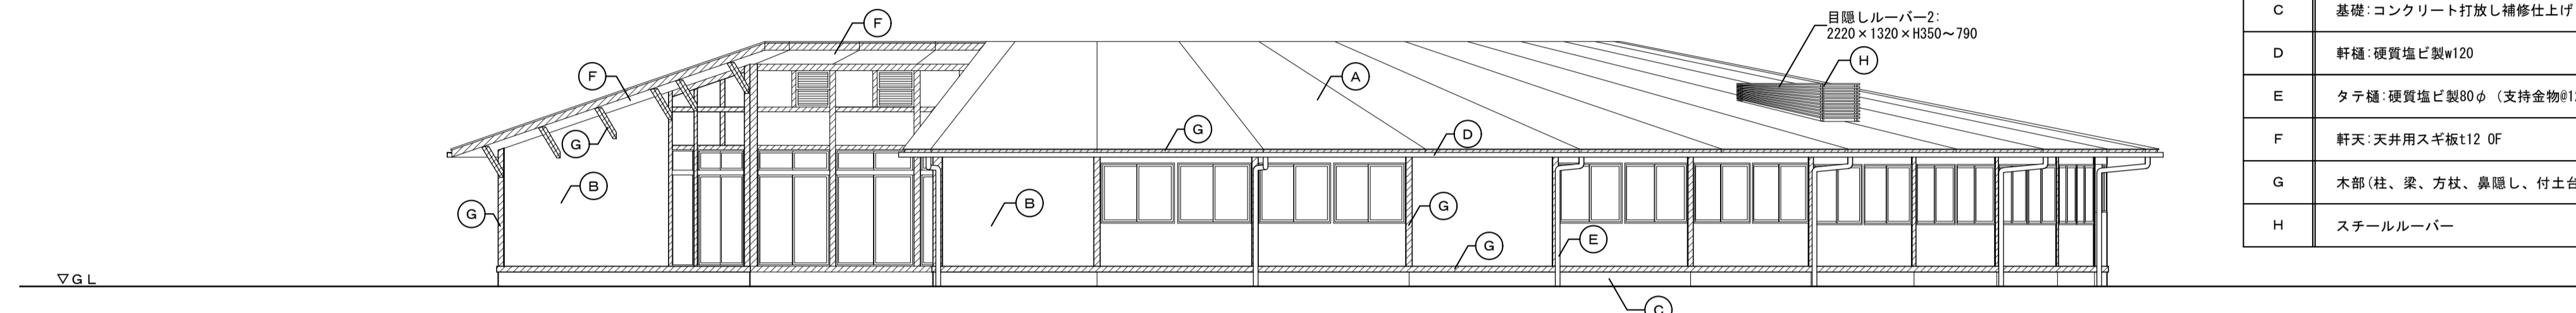 F
目隠しルーバー2:
2220×1320×H350～790
F
H
A
G
D
G
B
B
G
G
G
E
▽GL
C
C 基礎:コンクリート打放し補修仕上げ
D 軒樋:硬質塩ビ製w120
E タテ樋:硬質塩ビ製80φ（支持金物@1
F 軒天:天井用スギ板t12 OF
G 木部(柱、梁、方杖、鼻隠し、付土台
H スチールルーバー